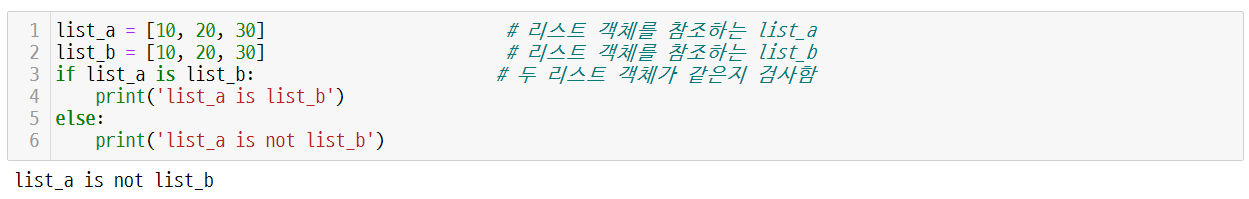 1 list_a = [10, 20, 30] # 리스트 객체를 참조하는 list_a
2 list_b = [10, 20, 30] # 리스트 객체를 참조하는 list_b
3 if list_a is list_b: # 두 리스트 객체가 같은지 검사함
4     print('list_a is list_b')
5 else:
6     print('list_a is not list_b')
list_a is not list_b